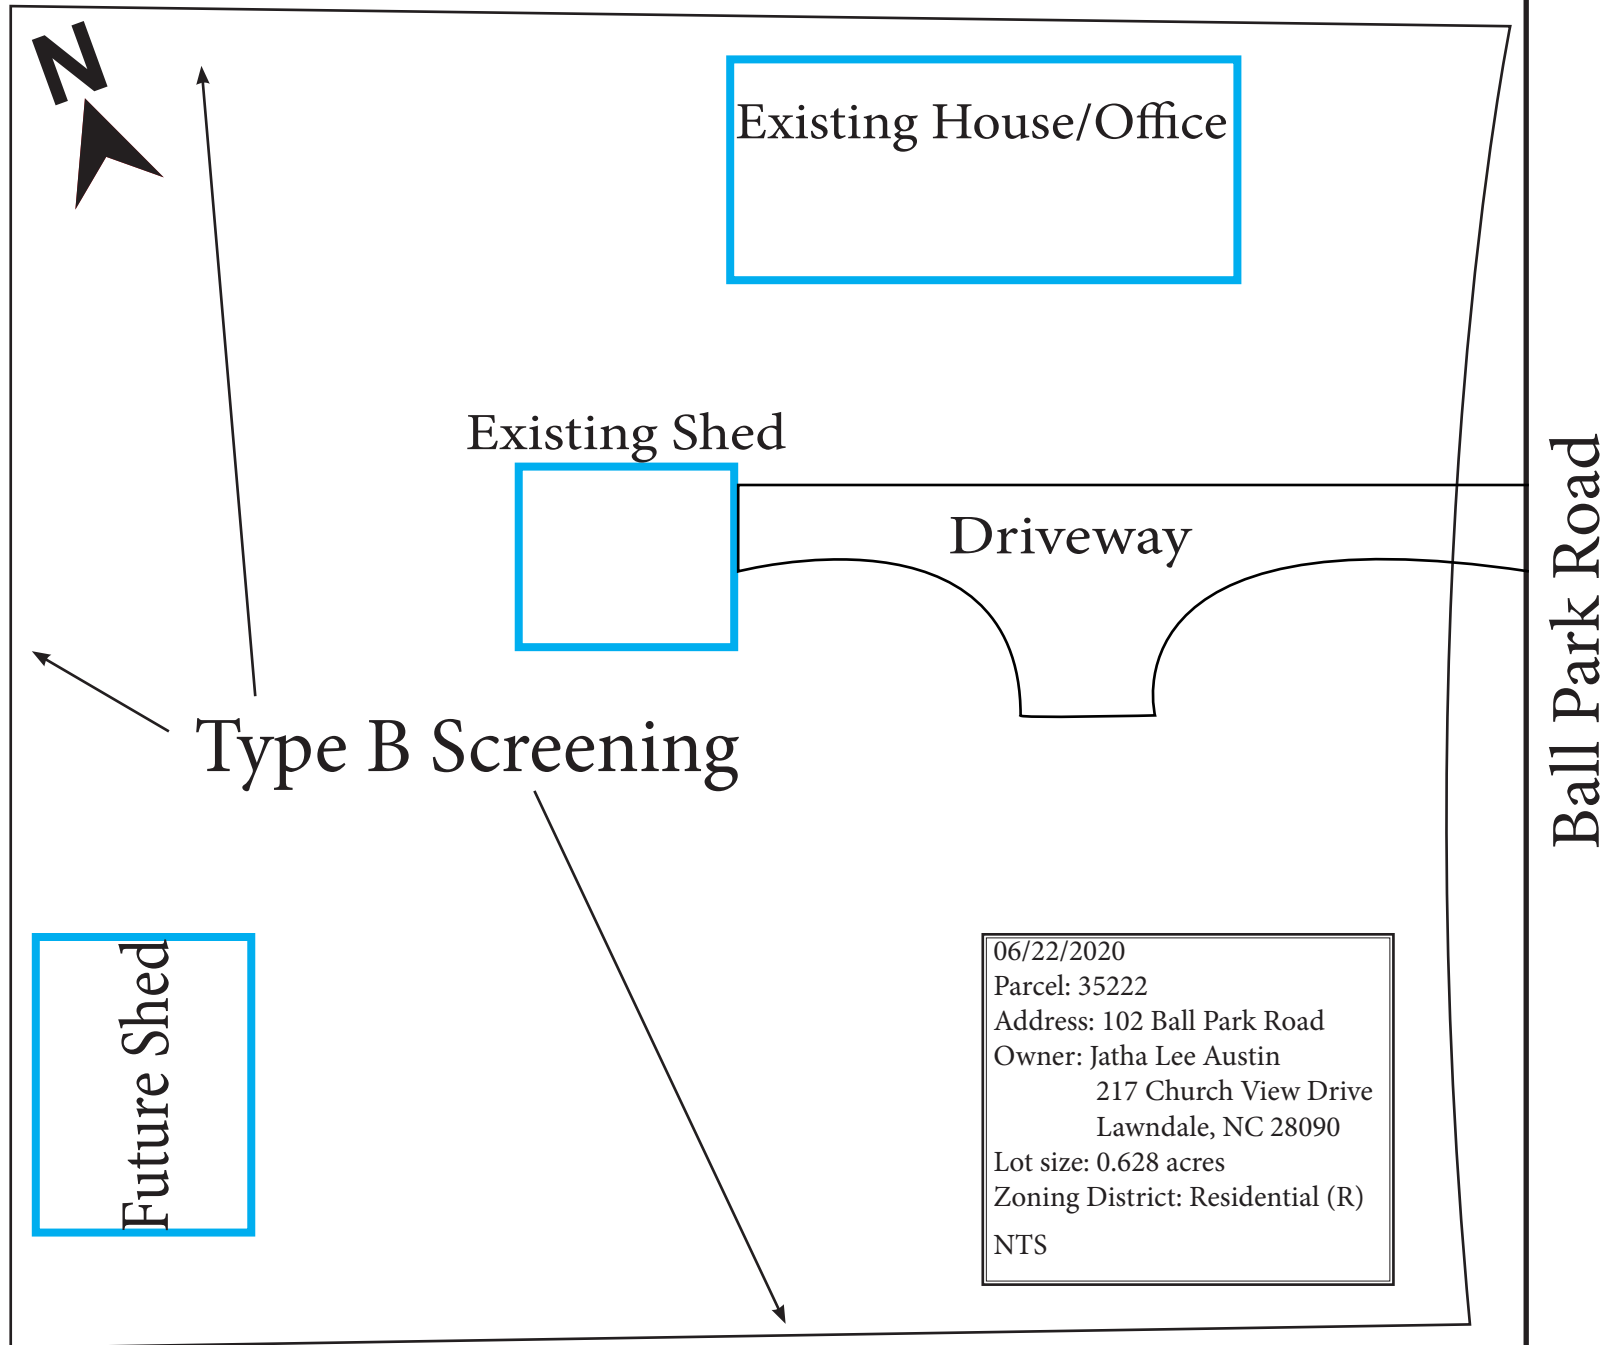 N
Existing House/Office
Existing Shed
Driveway
Ball Park Road
Type B Screening
Future Shed
06/22/2020
Parcel: 35222
Address: 102 Ball Park Road
Owner: Jatha Lee Austin
217 Church View Drive
Lawndale, NC 28090
Lot size: 0.628 acres
Zoning District: Residential (R)
NTS